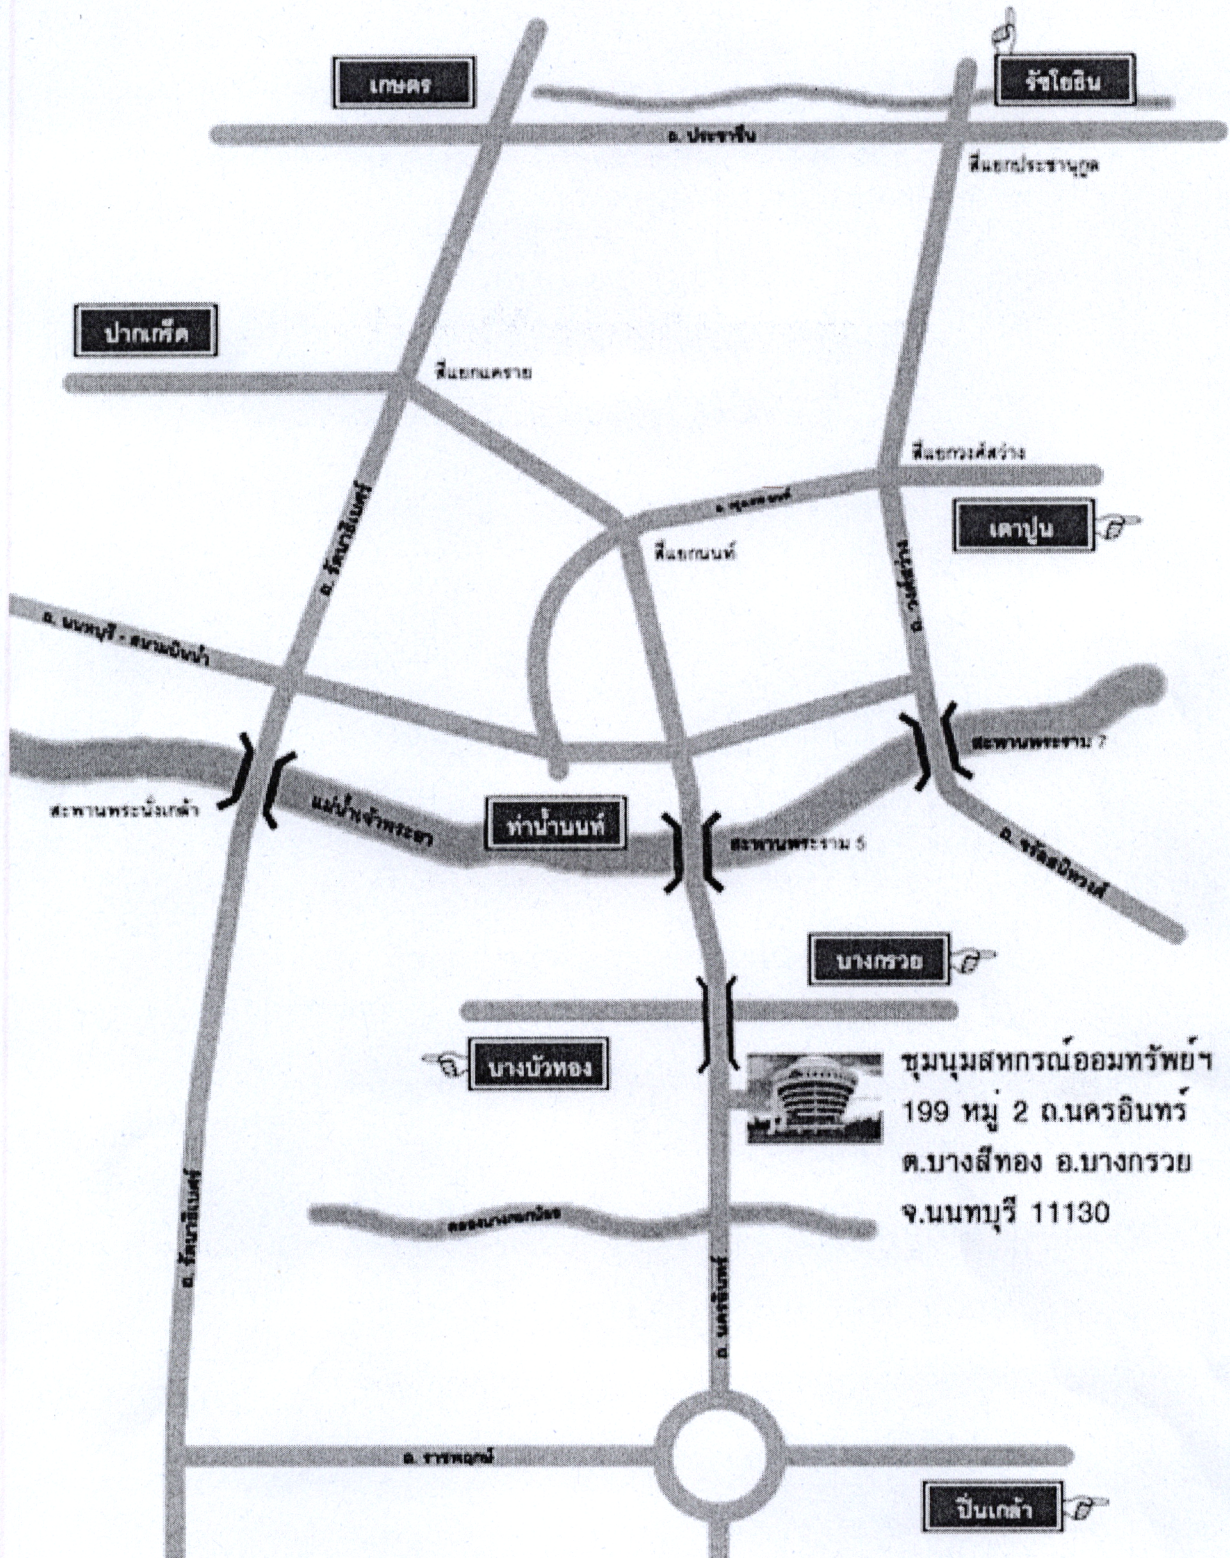 เกษตร
รัชโยธิน
ถ. ประชาชื่น
สี่แยกประชานุกูล
ปากเกร็ด
สี่แยกแคราย
สี่แยกวงศ์สว่าง
เตาปูน
สี่แยกนนท์
ถ. รัตนาธิเบศร์
ถ. วงศ์สว่าง
ถ. นนทบุรี - สนามบินน้ำ
สะพานพระราม 7
สะพานพระนั่งเกล้า
แม่น้ำเจ้าพระยา
ท่าน้ำนนท์
สะพานพระราม 5
ถ. จรัลสนิทวงศ์
บางกรวย
บางบัวทอง
ชุมนุมสหกรณ์ออมทรัพย์ฯ
199 หมู่ 2 ถ.นครอินทร์
ต.บางสีทอง อ.บางกรวย
จ.นนทบุรี 11130
คลองบางกอกน้อย
ถ. รัตนาธิเบศร์
ถ. นครอินทร์
ถ. ราชพฤกษ์
ปิ่นเกล้า